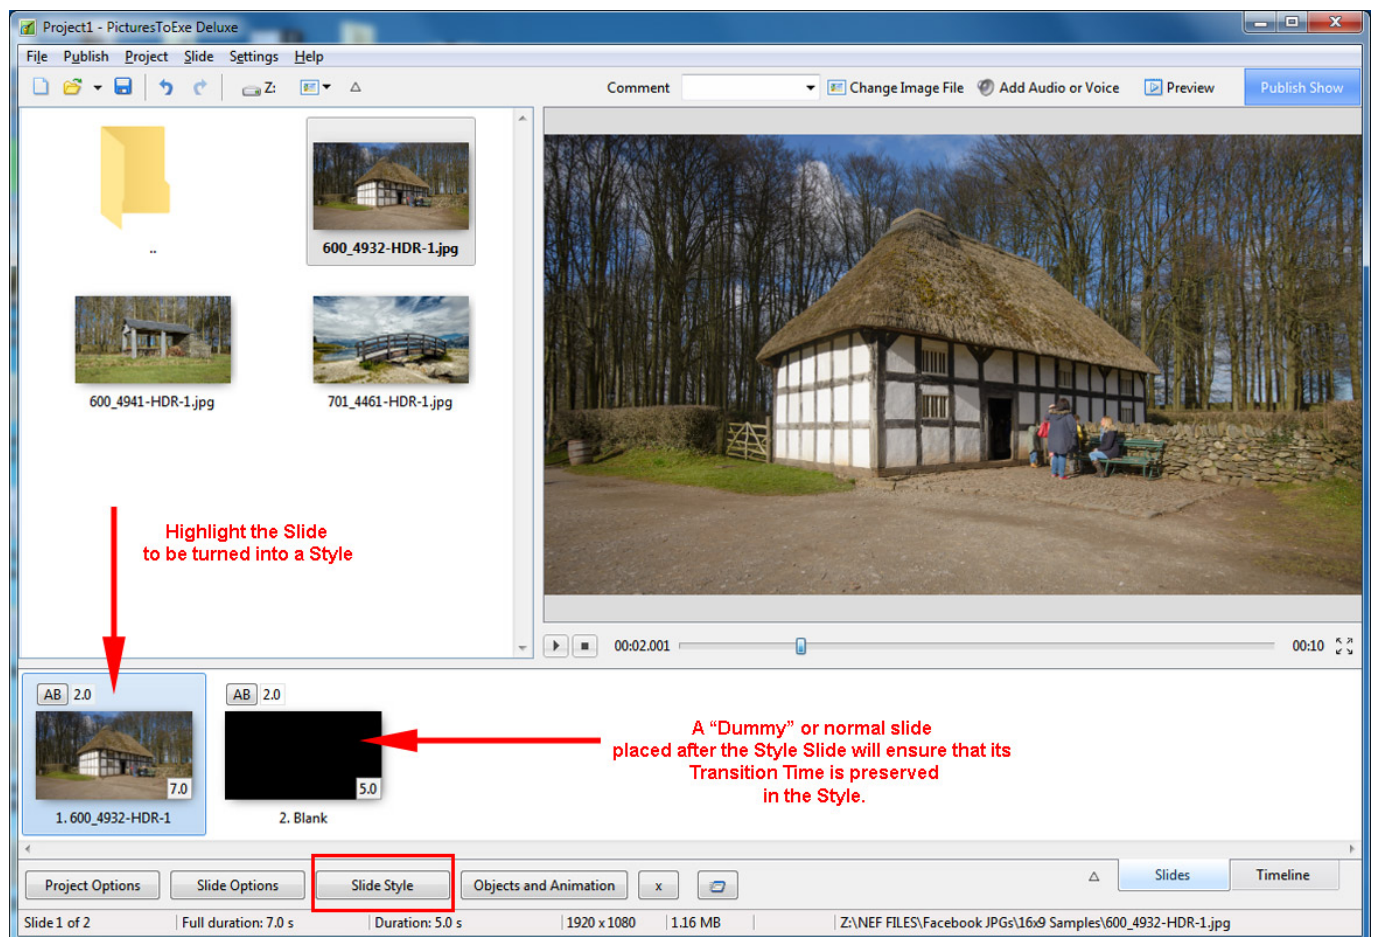 Project1 - PicturesToExe Deluxe
File Publish Project Slide Settings Help
Z:
Comment
Change Image File
Add Audio or Voice
Preview
Publish Show
..
600_4932-HDR-1.jpg
600_4941-HDR-1.jpg
701_4461-HDR-1.jpg
Highlight the Slide
to be turned into a Style
00:02.001
00:10
AB 2.0
7.0
1. 600_4932-HDR-1
AB 2.0
5.0
2. Blank
A “Dummy” or normal slide
placed after the Style Slide will ensure that its
Transition Time is preserved
in the Style.
Project Options
Slide Options
Slide Style
Objects and Animation
x
Slides
Timeline
Slide 1 of 2
Full duration: 7.0 s
Duration: 5.0 s
1920 x 1080
1.16 MB
Z:\NEF FILES\Facebook JPGs\16x9 Samples\600_4932-HDR-1.jpg